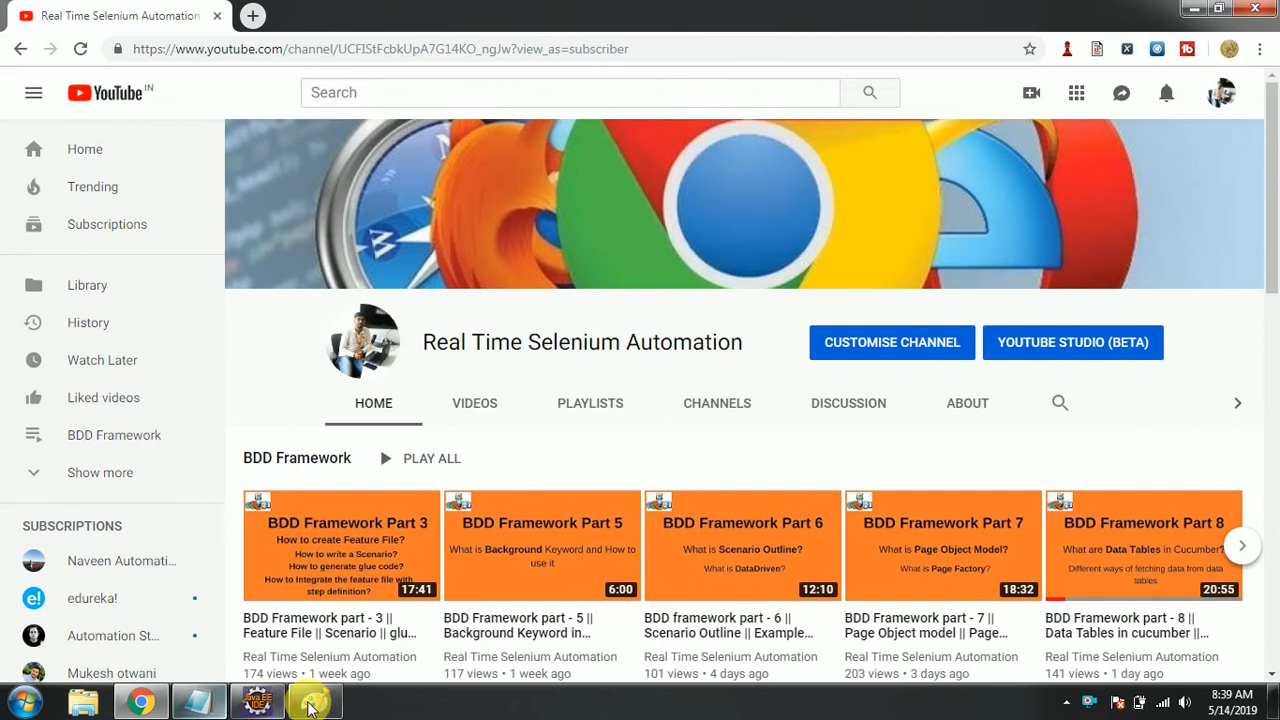 Real Time Selenium Automation
https://www.youtube.com/channel/UCFIStFcbkUpA7G14KO_ngJw?view_as=subscriber
YouTube IN
Search
Home
Trending
Subscriptions
Library
History
Watch Later
Liked videos
BDD Framework
Show more
SUBSCRIPTIONS
Naveen Automati...
edureka!
Automation St...
Mukesh otwani
Real Time Selenium Automation
CUSTOMISE CHANNEL
YOUTUBE STUDIO (BETA)
HOME VIDEOS PLAYLISTS CHANNELS DISCUSSION ABOUT
BDD Framework PLAY ALL
BDD Framework Part 3
How to create Feature File?
How to write a Scenario?
How to generate glue code?
How to Integrate the feature file with
step definition?
17:41
BDD Framework part - 3 ||
Feature File || Scenario || glu...
Real Time Selenium Automation
174 views • 1 week ago
BDD Framework Part 5
What is Background Keyword and How to
use it
6:00
BDD Framework part - 5 ||
Background Keyword in...
Real Time Selenium Automation
117 views • 1 week ago
BDD Framework Part 6
What is Scenario Outline?
What is DataDriven?
12:10
BDD framework part - 6 ||
Scenario Outline || Example...
Real Time Selenium Automation
101 views • 4 days ago
BDD Framework Part 7
What is Page Object Model?
What is Page Factory?
18:32
BDD Framework part - 7 ||
Page Object model || Page...
Real Time Selenium Automation
203 views • 3 days ago
BDD Framework Part 8
What are Data Tables in Cucumber?
Different ways of fetching data from data
tables
20:55
BDD Framework part - 8 ||
Data Tables in cucumber ||...
Real Time Selenium Automation
141 views • 1 day ago
Java EE
IDE
8:39 AM
5/14/2019